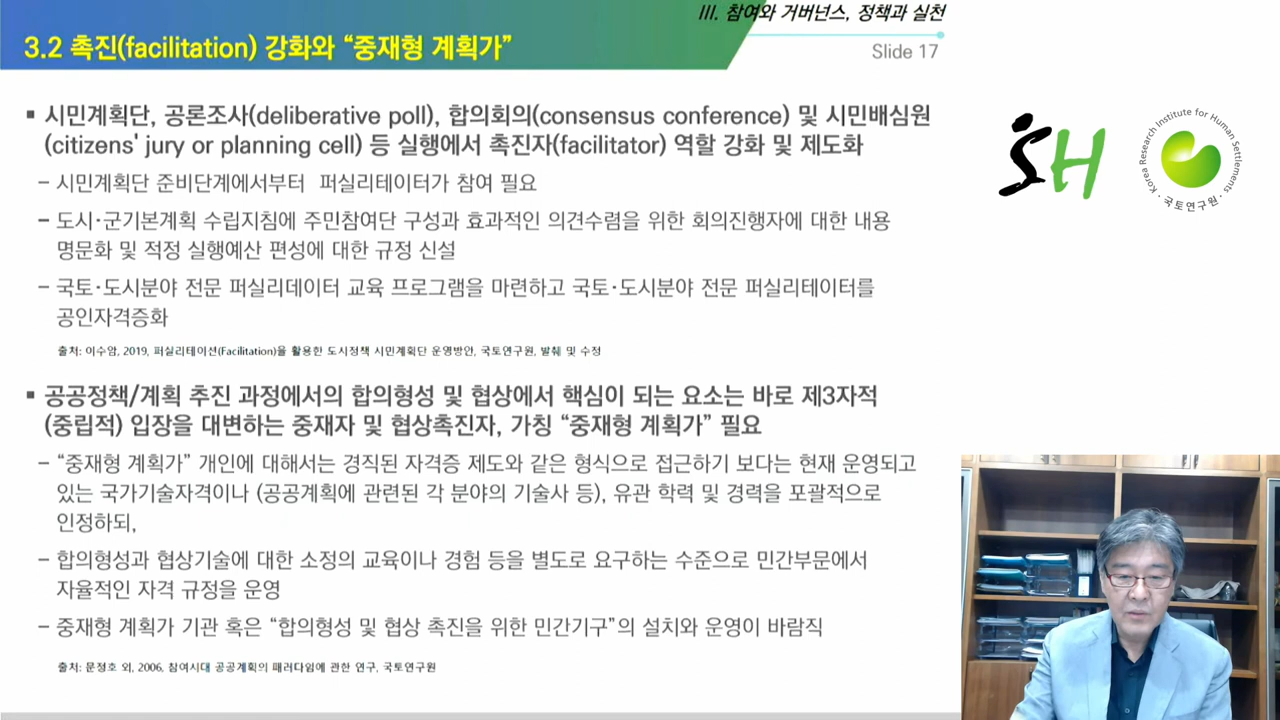 III. 참여와 거버넌스, 정책과 실천
3.2 촉진(facilitation) 강화와 “중재형 계획가”
Slide 17
▪ 시민계획단, 공론조사(deliberative poll), 합의회의(consensus conference) 및 시민배심원
(citizens' jury or planning cell) 등 실행에서 촉진자(facilitator) 역할 강화 및 제도화
– 시민계획단 준비단계에서부터 퍼실리테이터가 참여 필요
– 도시·군기본계획 수립지침에 주민참여단 구성과 효과적인 의견수렴을 위한 회의진행자에 대한 내용
명문화 및 적정 실행예산 편성에 대한 규정 신설
– 국토·도시분야 전문 퍼실리데이터 교육 프로그램을 마련하고 국토·도시분야 전문 퍼실리테이터를
공인자격증화
출처: 이수암, 2019, 퍼실리테이션(Facilitation)을 활용한 도시정책 시민계획단 운영방안, 국토연구원, 발췌 및 수정
▪ 공공정책/계획 추진 과정에서의 합의형성 및 협상에서 핵심이 되는 요소는 바로 제3자적
(중립적) 입장을 대변하는 중재자 및 협상촉진자, 가칭 “중재형 계획가” 필요
– “중재형 계획가” 개인에 대해서는 경직된 자격증 제도와 같은 형식으로 접근하기 보다는 현재 운영되고
있는 국가기술자격이나 (공공계획에 관련된 각 분야의 기술사 등), 유관 학력 및 경력을 포괄적으로
인정하되,
– 합의형성과 협상기술에 대한 소정의 교육이나 경험 등을 별도로 요구하는 수준으로 민간부문에서
자율적인 자격 규정을 운영
– 중재형 계획가 기관 혹은 “합의형성 및 협상 촉진을 위한 민간기구”의 설치와 운영이 바람직
출처: 문정호 외, 2006, 참여시대 공공계획의 패러다임에 관한 연구, 국토연구원
SH
Korea Research Institute for Human Settlements
·국토연구원·